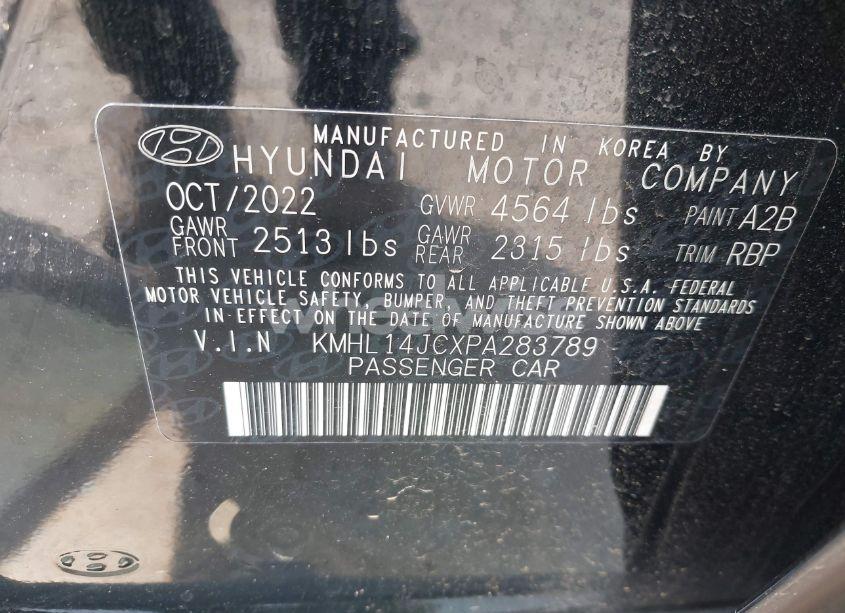 MANUFACTURED IN KOREA BY
HYUNDAI MOTOR COMPANY
OCT/2022 GVWR 4564 lbs PAINT A2B
GAWR FRONT 2513 lbs GAWR REAR 2315 lbs TRIM RBP
THIS VEHICLE CONFORMS TO ALL APPLICABLE U.S.A. FEDERAL
MOTOR VEHICLE SAFETY, BUMPER, AND THEFT PREVENTION STANDARDS
IN EFFECT ON THE DATE OF MANUFACTURE SHOWN ABOVE
V.I.N KMHL14JCXPA283789
PASSENGER CAR